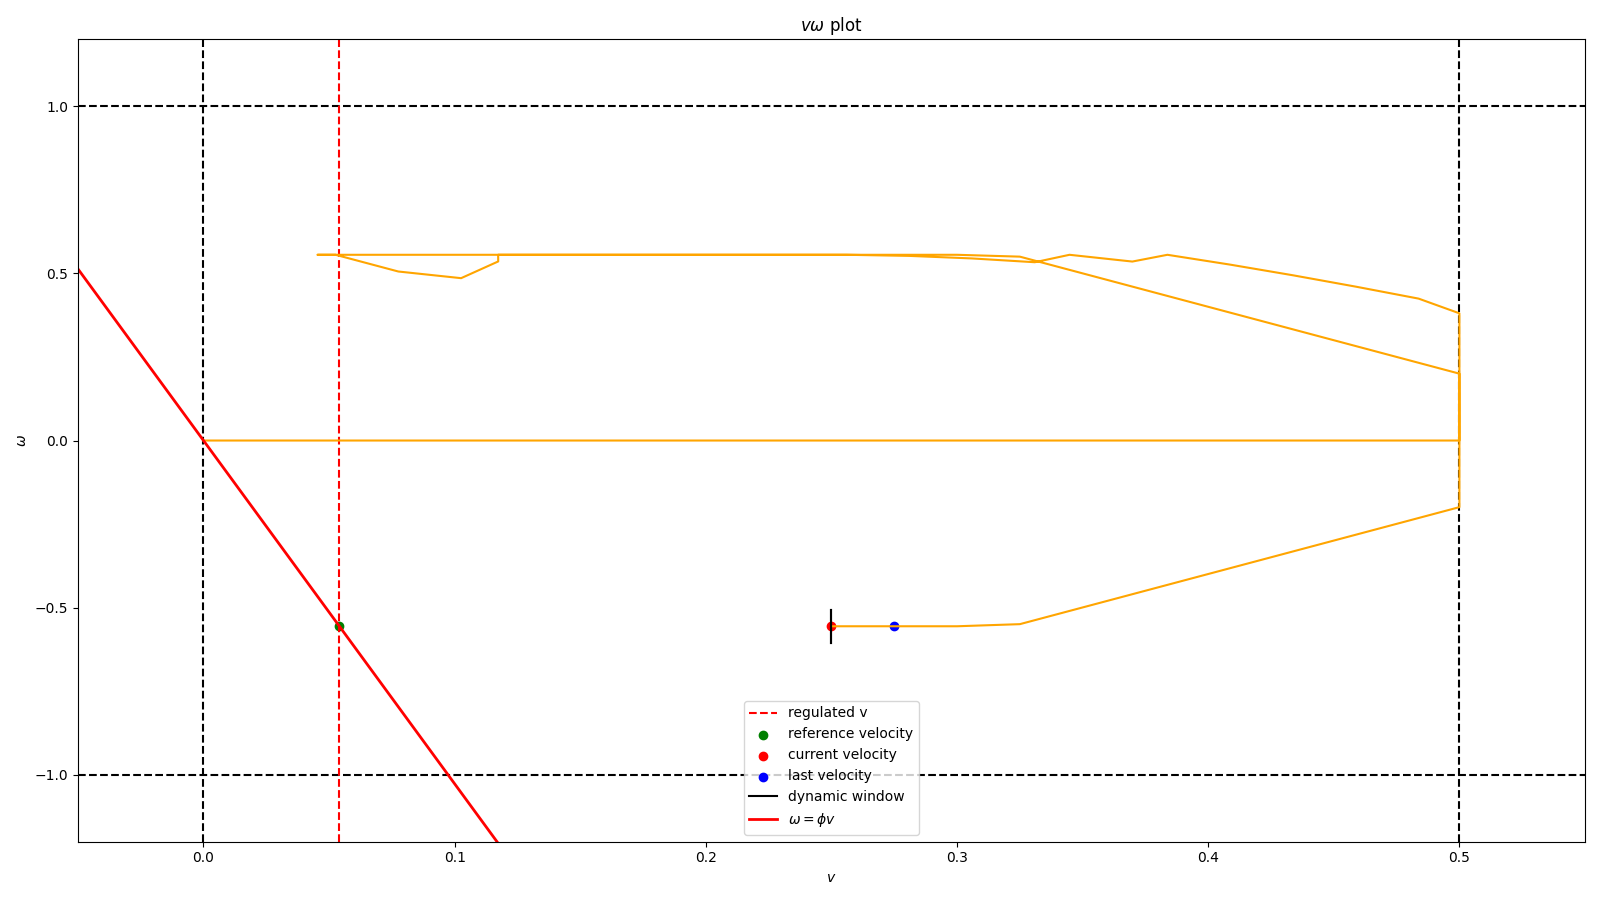 vω plot
1.0
0.5
0.0
−0.5
−1.0
ω
regulated v
reference velocity
current velocity
last velocity
dynamic window
ω = ϕv
0.0 0.1 0.2 0.3 0.4 0.5
v